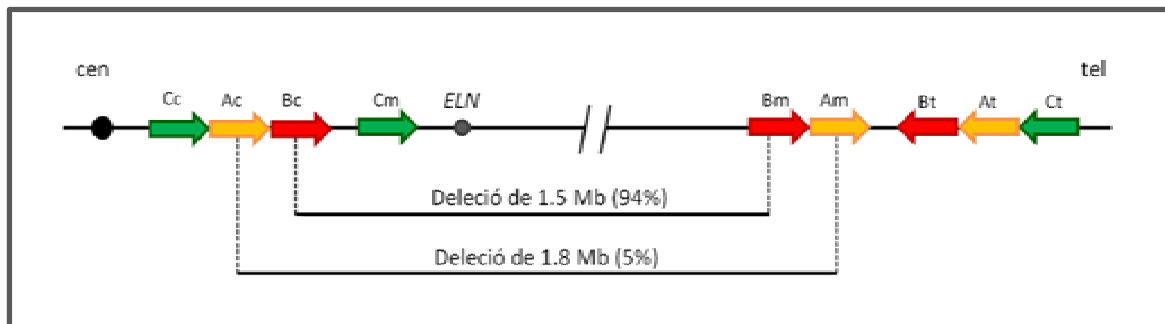 cen tel
Cc Ac Bc Cm ELN Bm Am Bt At Ct
Deleció de 1.5 Mb (94%)
Deleció de 1.8 Mb (5%)